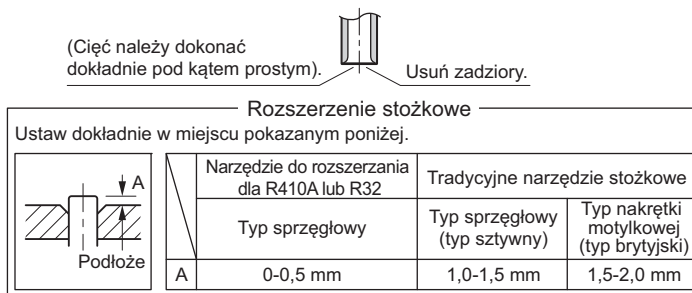 (Cięć należy dokonać
dokładnie pod kątem prostym).
Usuń zadziory.
Rozszerzenie stożkowe
Ustaw dokładnie w miejscu pokazanym poniżej.
A
Podłoże
Narzędzie do rozszerzania
dla R410A lub R32
Tradycyjne narzędzie stożkowe
Typ sprzęgłowy
Typ sprzęgłowy
(typ sztywny)
Typ nakrętki
motylkowej
(typ brytyjski)
A
0-0,5 mm
1,0-1,5 mm
1,5-2,0 mm